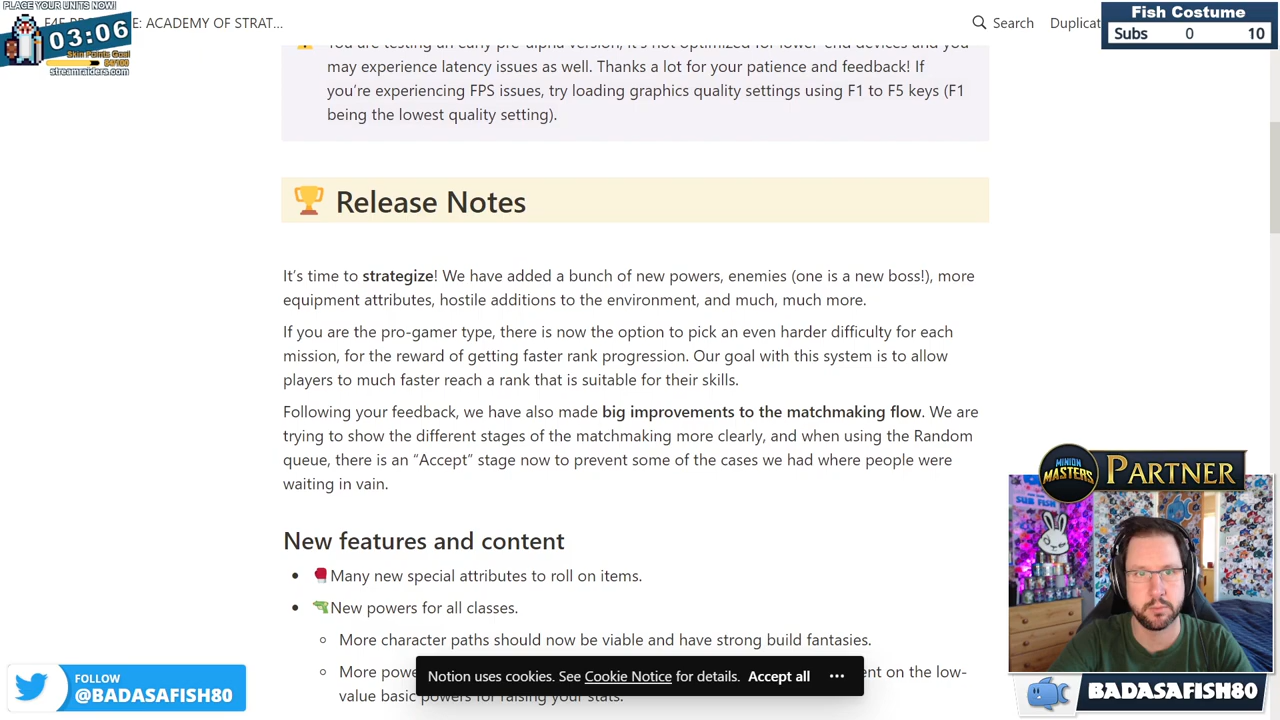 PLACE YOUR UNITS NOW!
03:06
Skin Points Goal
streamraiders.com
E: ACADEMY OF STRAT...
Search
Duplicat
Fish Costume
Subs 0 10
may experience latency issues as well. Thanks a lot for your patience and feedback! If
you're experiencing FPS issues, try loading graphics quality settings using F1 to F5 keys (F1
being the lowest quality setting).
🏆 Release Notes
It's time to strategize! We have added a bunch of new powers, enemies (one is a new boss!), more
equipment attributes, hostile additions to the environment, and much, much more.
If you are the pro-gamer type, there is now the option to pick an even harder difficulty for each
mission, for the reward of getting faster rank progression. Our goal with this system is to allow
players to much faster reach a rank that is suitable for their skills.
Following your feedback, we have also made big improvements to the matchmaking flow. We are
trying to show the different stages of the matchmaking more clearly, and when using the Random
queue, there is an “Accept” stage now to prevent some of the cases we had where people were
waiting in vain.
New features and content
• Many new special attributes to roll on items.
• New powers for all classes.
◦ More character paths should now be viable and have strong build fantasies.
◦ More pow ent on the low-
value basic
Notion uses cookies. See Cookie Notice for details. Accept all ···
MINION MASTERS
PARTNER
SUB FISH
BADASAFISH80
FOLLOW
@BADASAFISH80